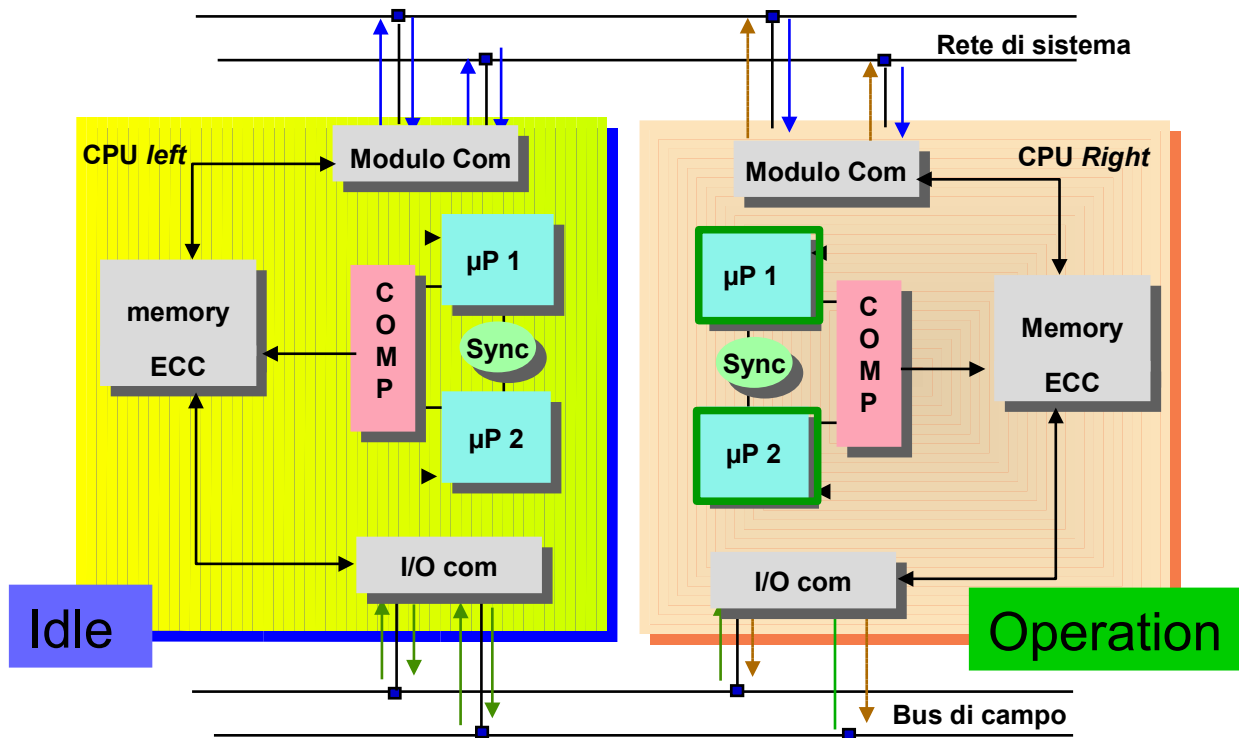 Rete di sistema
CPU left
Modulo Com
µP 1
C
O
M
P
memory
ECC
Sync
µP 2
I/O com
Idle
CPU Right
Modulo Com
µP 1
C
O
M
P
Memory
ECC
Sync
µP 2
I/O com
Operation
Bus di campo